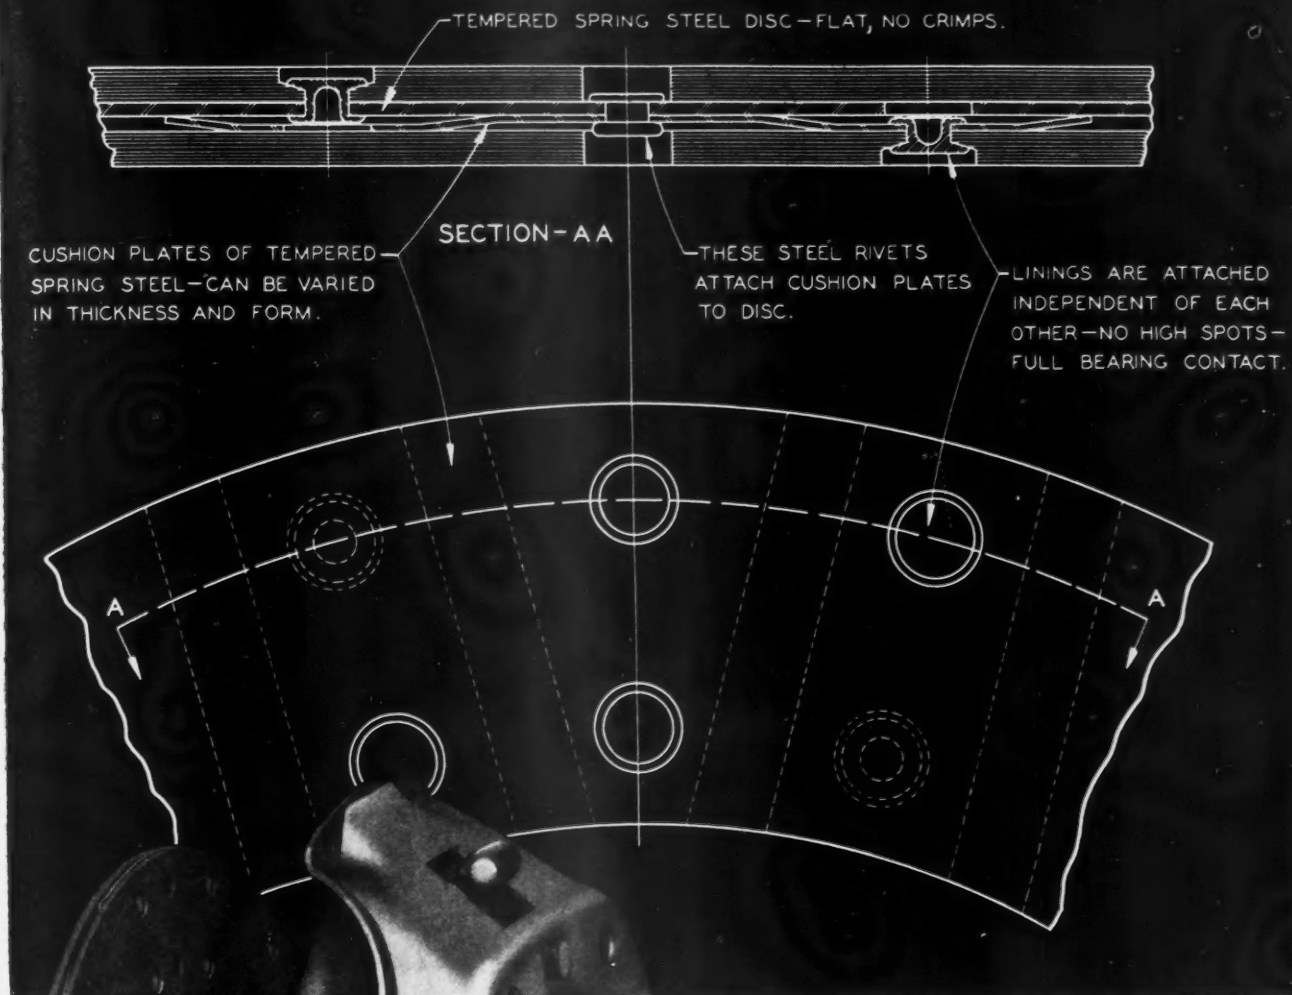 TEMPERED SPRING STEEL DISC—FLAT, NO CRIMPS.
SECTION-AA
CUSHION PLATES OF TEMPERED
SPRING STEEL—CAN BE VARIED
IN THICKNESS AND FORM.
THESE STEEL RIVETS
ATTACH CUSHION PLATES
TO DISC.
LININGS ARE ATTACHED
INDEPENDENT OF EACH
OTHER—NO HIGH SPOTS—
FULL BEARING CONTACT.
A
A